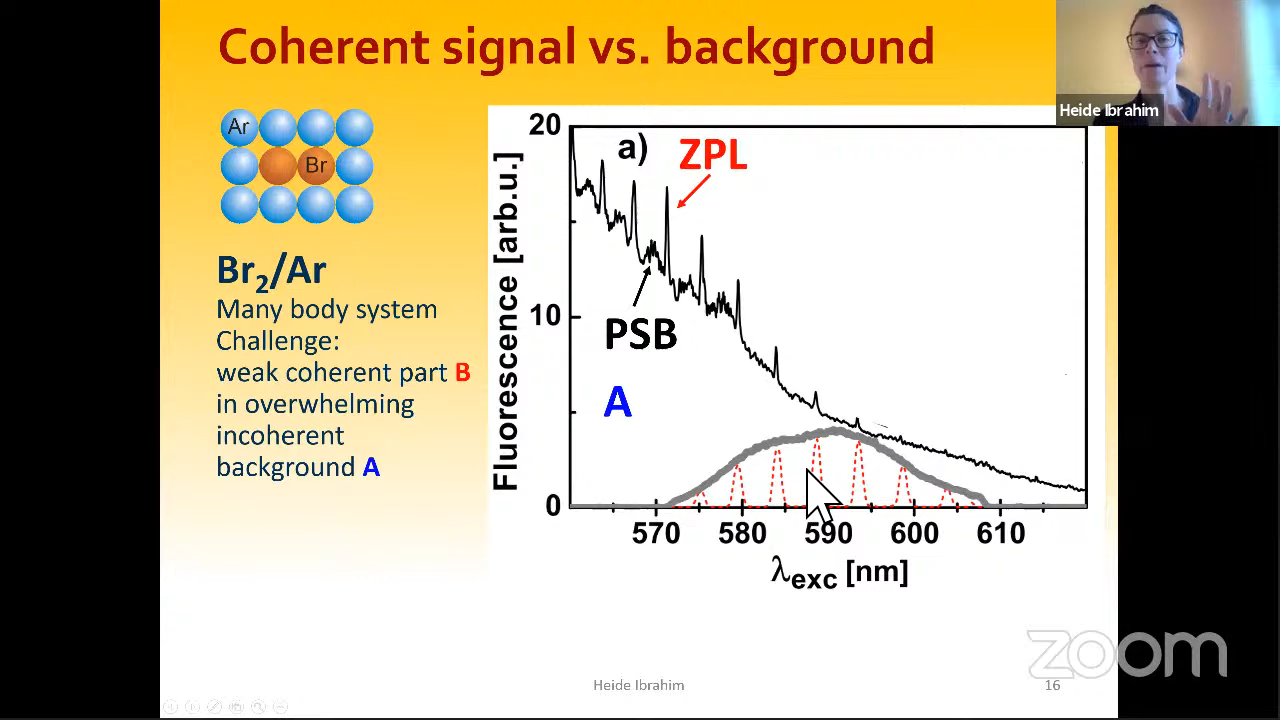 Coherent signal vs. background
Heide Ibrahim
Ar
Br
Br₂/Ar
Many body system
Challenge:
weak coherent part B
in overwhelming
incoherent
background A
a)
ZPL
PSB
A
Fluorescence [arb.u.]
20
10
0
570 580 590 600 610
λexc [nm]
zoom
Heide Ibrahim
16